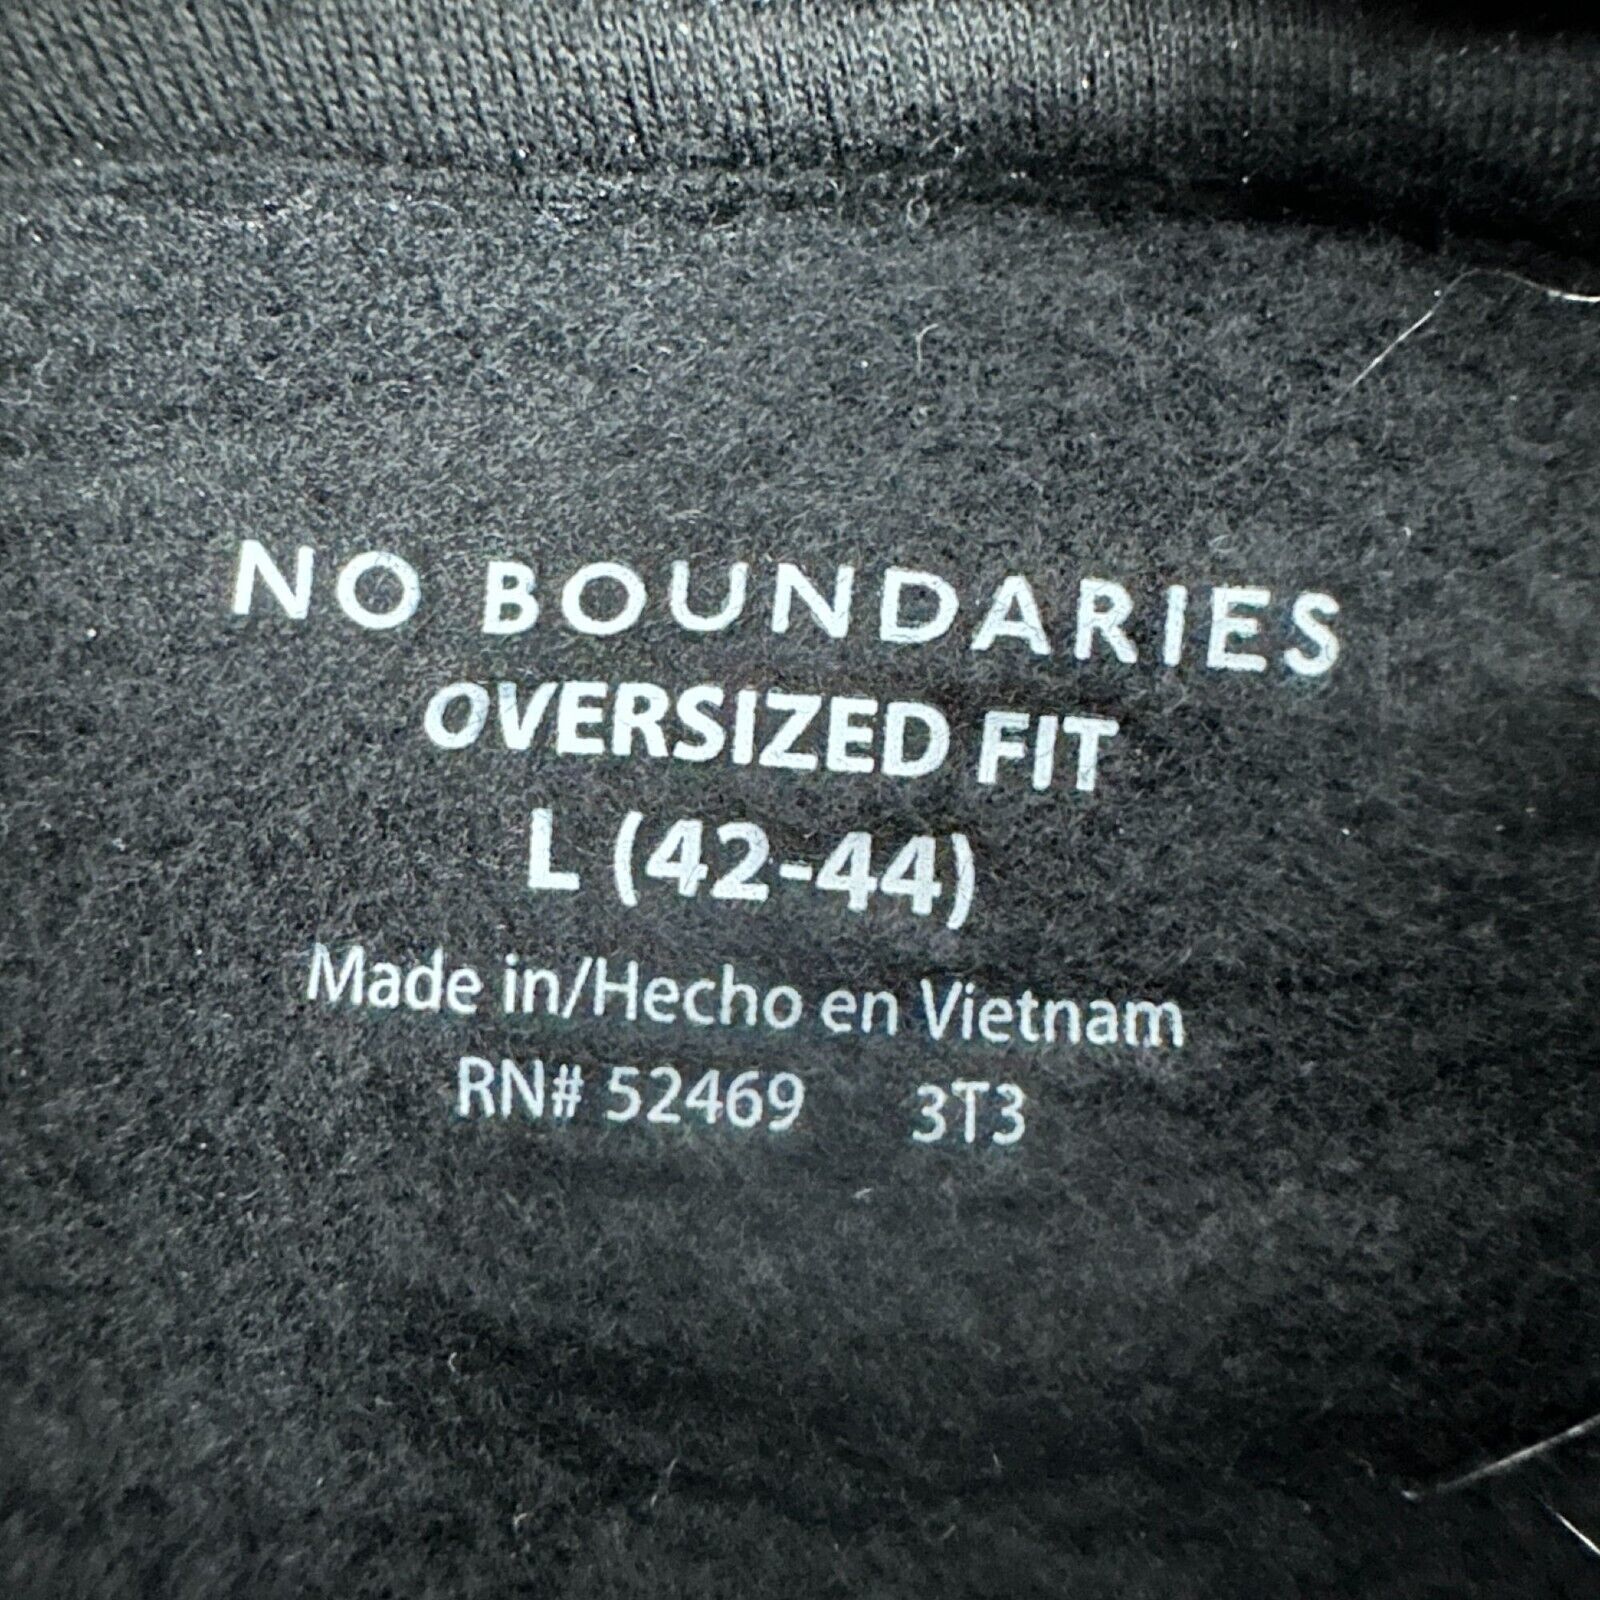 NO BOUNDARIES
OVERSIZED FIT
L (42-44)
Made in/Hecho en Vietnam
RN# 52469 3T3